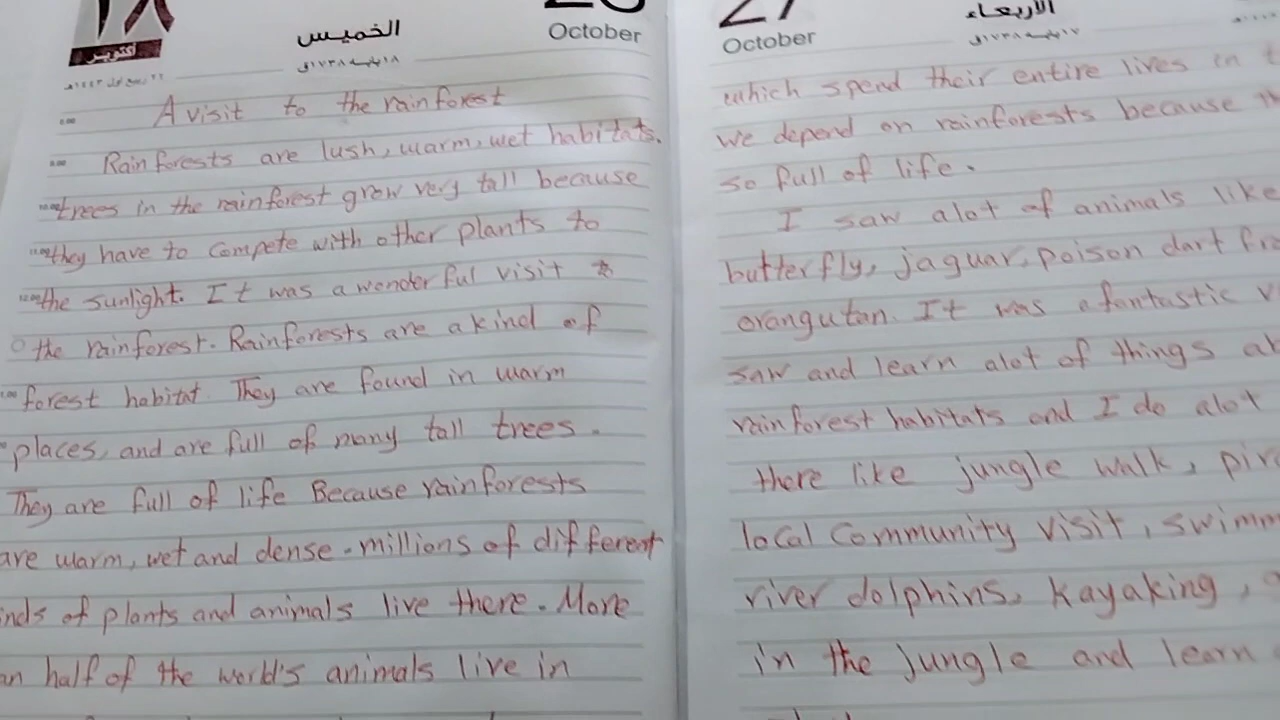 الخميس
October
A visit to the rainforest
Rainforests are lush, warm, wet habitats.
trees in the rainforest grow very tall because
they have to compete with other plants to
the sunlight. It was a wonderful visit to
the rainforest. Rainforests are a kind of
forest habitat. They are found in warm
places, and are full of many tall trees.
They are full of life Because rainforests
are warm, wet and dense. millions of different
of plants and animals live there. More
half of the world's animals live in
27
October
الأربعاء
which spend their entire lives in
we depend on rainforests because
so full of life.
I saw alot of animals like
butterfly, jaguar, poison dart
orangutan. It was a fantastic
saw and learn alot of things
rainforest habitats and I do alot
there like jungle walk,
local Community visit,
river dolphins, kayaking,
in the jungle and learn